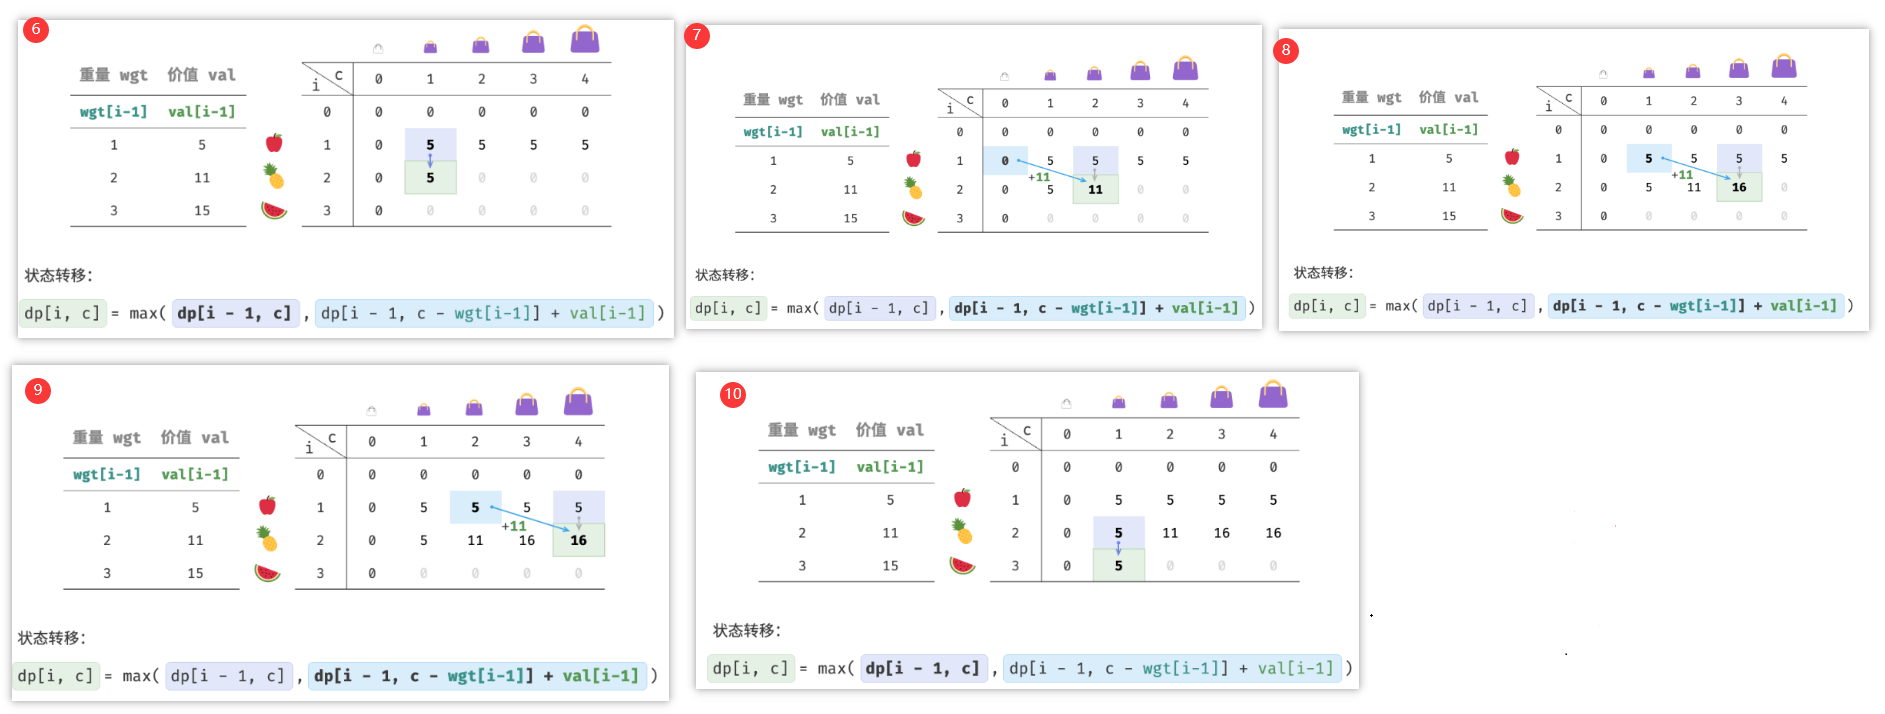 6
重量 wgt 价值 val
wgt[i-1] val[i-1]
1 5
2 11
3 15
i c 0 1 2 3 4
0 0 0 0 0 0
1 0 5 5 5 5
2 0 5 0 0 0
3 0 0 0 0 0
状态转移：
dp[i, c] = max( dp[i - 1, c] , dp[i - 1, c - wgt[i-1]] + val[i-1] )
7
重量 wgt 价值 val
wgt[i-1] val[i-1]
1 5
2 11
3 15
i c 0 1 2 3 4
0 0 0 0 0 0
1 0 5 5 5 5
+11
2 0 5 11 0 0
3 0 0 0 0 0
状态转移：
dp[i, c] = max( dp[i - 1, c] , dp[i - 1, c - wgt[i-1]] + val[i-1] )
8
重量 wgt 价值 val
wgt[i-1] val[i-1]
1 5
2 11
3 15
i c 0 1 2 3 4
0 0 0 0 0 0
1 0 5 5 5 5
+11
2 0 5 11 16 0
3 0 0 0 0 0
状态转移：
dp[i, c] = max( dp[i - 1, c] , dp[i - 1, c - wgt[i-1]] + val[i-1] )
9
重量 wgt 价值 val
wgt[i-1] val[i-1]
1 5
2 11
3 15
i c 0 1 2 3 4
0 0 0 0 0 0
1 0 5 5 5 5
+11
2 0 5 11 16 16
3 0 0 0 0 0
状态转移：
dp[i, c] = max( dp[i - 1, c] , dp[i - 1, c - wgt[i-1]] + val[i-1] )
10
重量 wgt 价值 val
wgt[i-1] val[i-1]
1 5
2 11
3 15
i c 0 1 2 3 4
0 0 0 0 0 0
1 0 5 5 5 5
2 0 5 11 16 16
3 0 5 0 0 0
状态转移：
dp[i, c] = max( dp[i - 1, c] , dp[i - 1, c - wgt[i-1]] + val[i-1] )